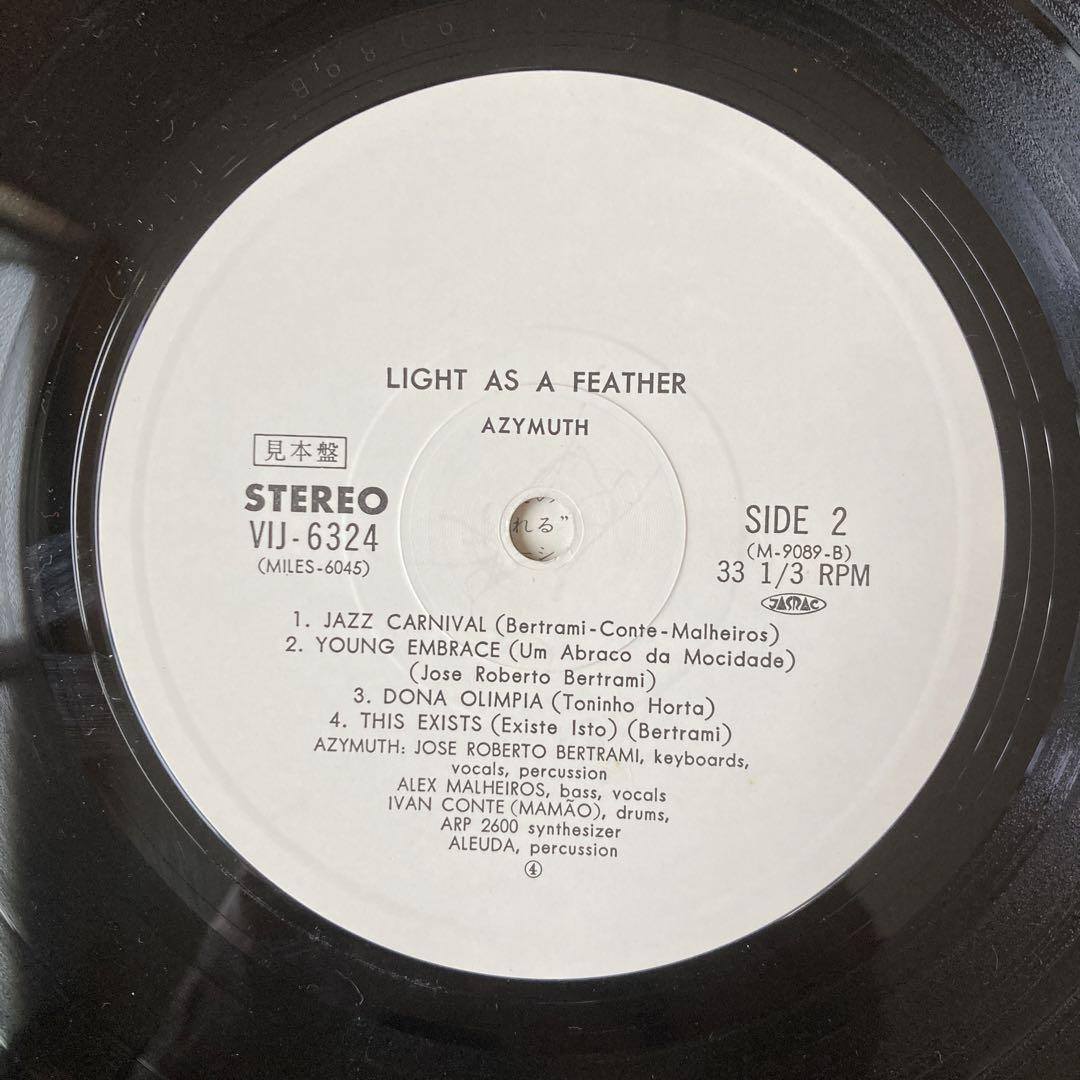 LIGHT AS A FEATHER
AZYMUTH
見本盤
STEREO
VIJ-6324
(MILES-6045)
れる”
SIDE 2
(M-9089-B)
33 1/3 RPM
JASRAC
1. JAZZ CARNIVAL (Bertrami-Conte-Malheiros)
2. YOUNG EMBRACE (Um Abraco da Mocidade)
(Jose Roberto Bertrami)
3. DONA OLIMPIA (Toninho Horta)
4. THIS EXISTS (Existe Isto) (Bertrami)
AZYMUTH: JOSE ROBERTO BERTRAMI, keyboards,
vocals, percussion
ALEX MALHEIROS, bass, vocals
IVAN CONTE (MAMÃO), drums,
ARP 2600 synthesizer
ALEUDA, percussion
④